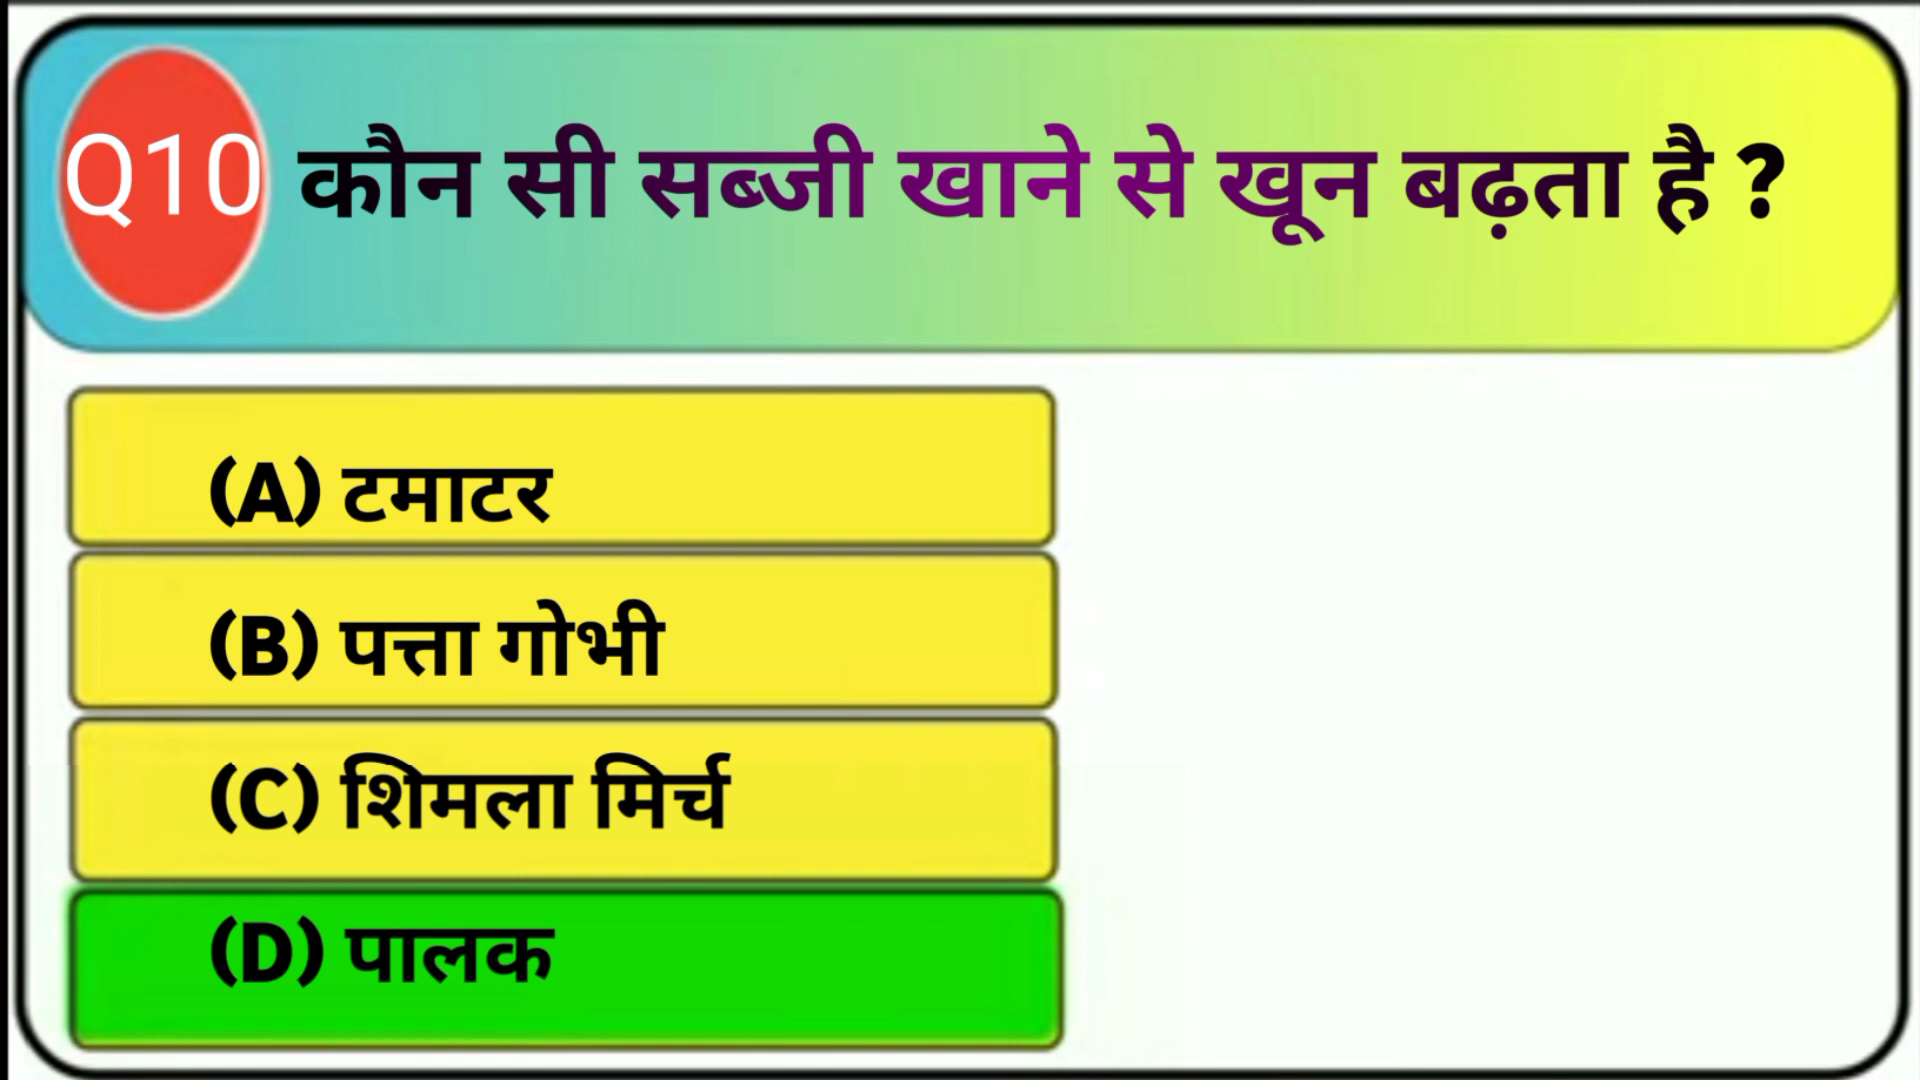 Q10 कौन सी सब्जी खाने से खून बढ़ता है ?
(A) टमाटर
(B) पत्ता गोभी
(C) शिमला मिर्च
(D) पालक